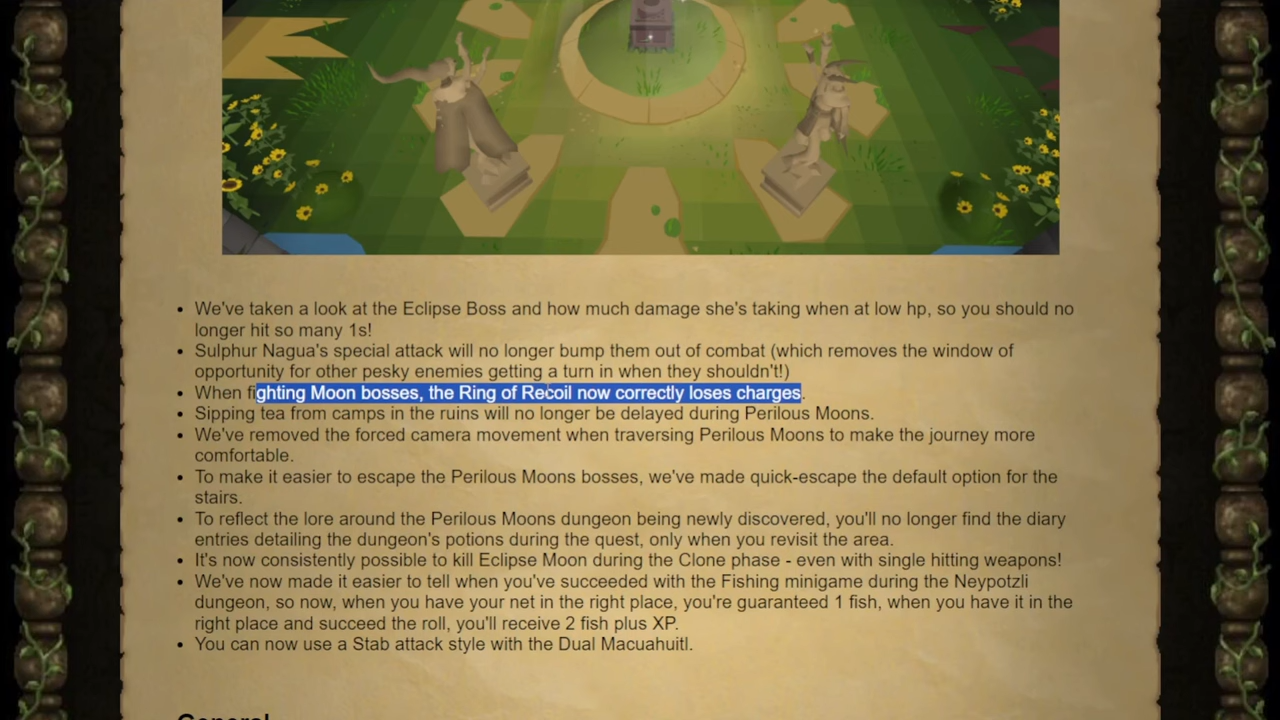 We've taken a look at the Eclipse Boss and how much damage she's taking when at low hp, so you should no
longer hit so many 1s!
Sulphur Nagua's special attack will no longer bump them out of combat (which removes the window of
opportunity for other pesky enemies getting a turn in when they shouldn't!)
When fighting Moon bosses, the Ring of Recoil now correctly loses charges.
Sipping tea from camps in the ruins will no longer be delayed during Perilous Moons.
We've removed the forced camera movement when traversing Perilous Moons to make the journey more
comfortable.
To make it easier to escape the Perilous Moons bosses, we've made quick-escape the default option for the
stairs.
To reflect the lore around the Perilous Moons dungeon being newly discovered, you'll no longer find the diary
entries detailing the dungeon's potions during the quest, only when you revisit the area.
It's now consistently possible to kill Eclipse Moon during the Clone phase - even with single hitting weapons!
We've now made it easier to tell when you've succeeded with the Fishing minigame during the Neypotzli
dungeon, so now, when you have your net in the right place, you're guaranteed 1 fish, when you have it in the
right place and succeed the roll, you'll receive 2 fish plus XP.
You can now use a Stab attack style with the Dual Macuahuitl.
General